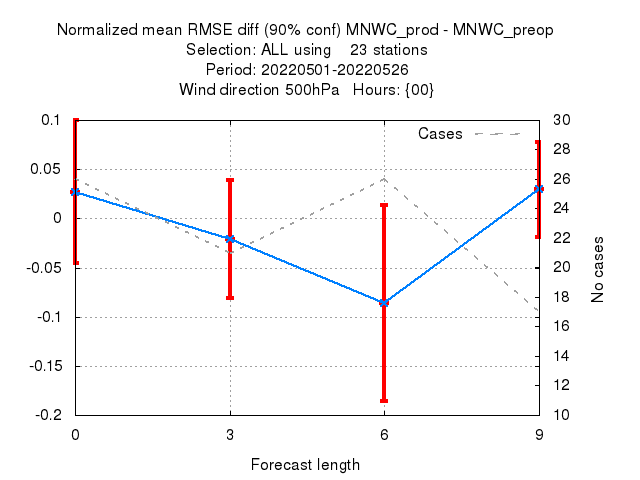 Normalized mean RMSE diff (90% conf) MNWC_prod - MNWC_preop
Selection: ALL using    23 stations
Period: 20220501-20220526
Wind direction 500hPa   Hours: {00}
Cases
0.1
0.05
0
-0.05
-0.1
-0.15
-0.2
30
28
26
24
22
20
18
16
14
12
10
No cases
0 3 6 9
Forecast length